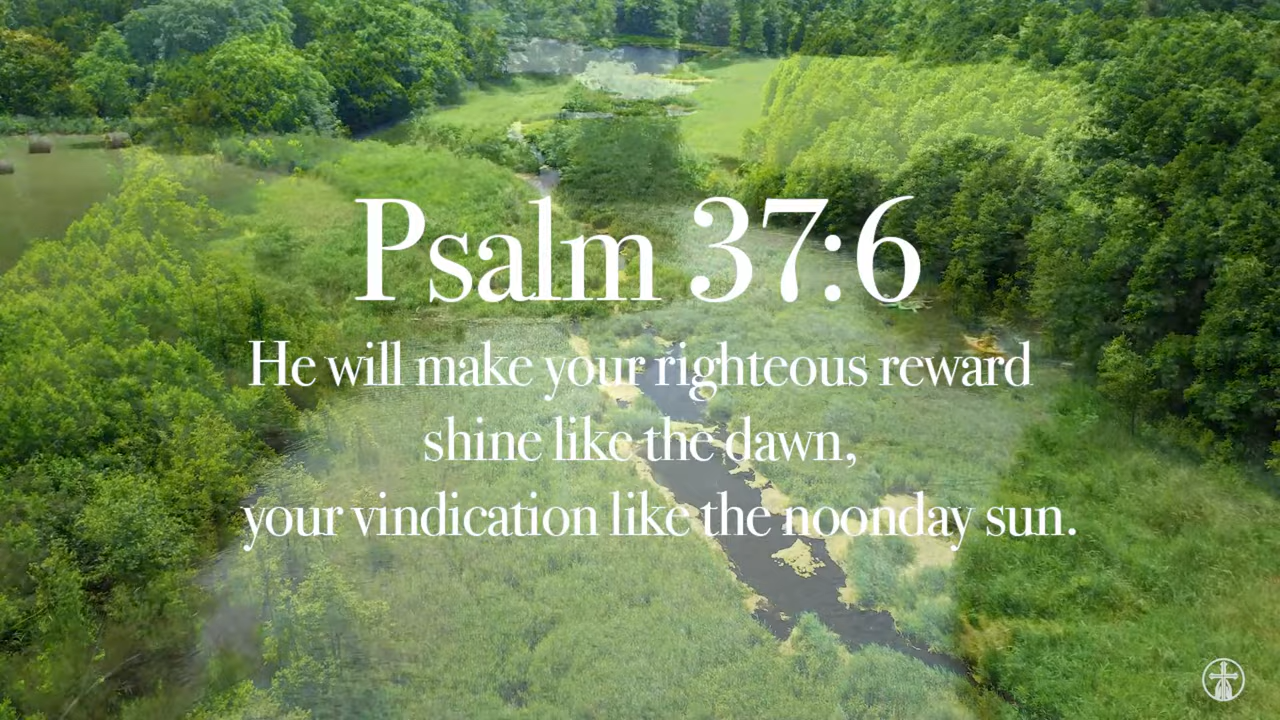 Psalm 37:6
He will make your righteous reward
shine like the dawn,
your vindication like the noonday sun.